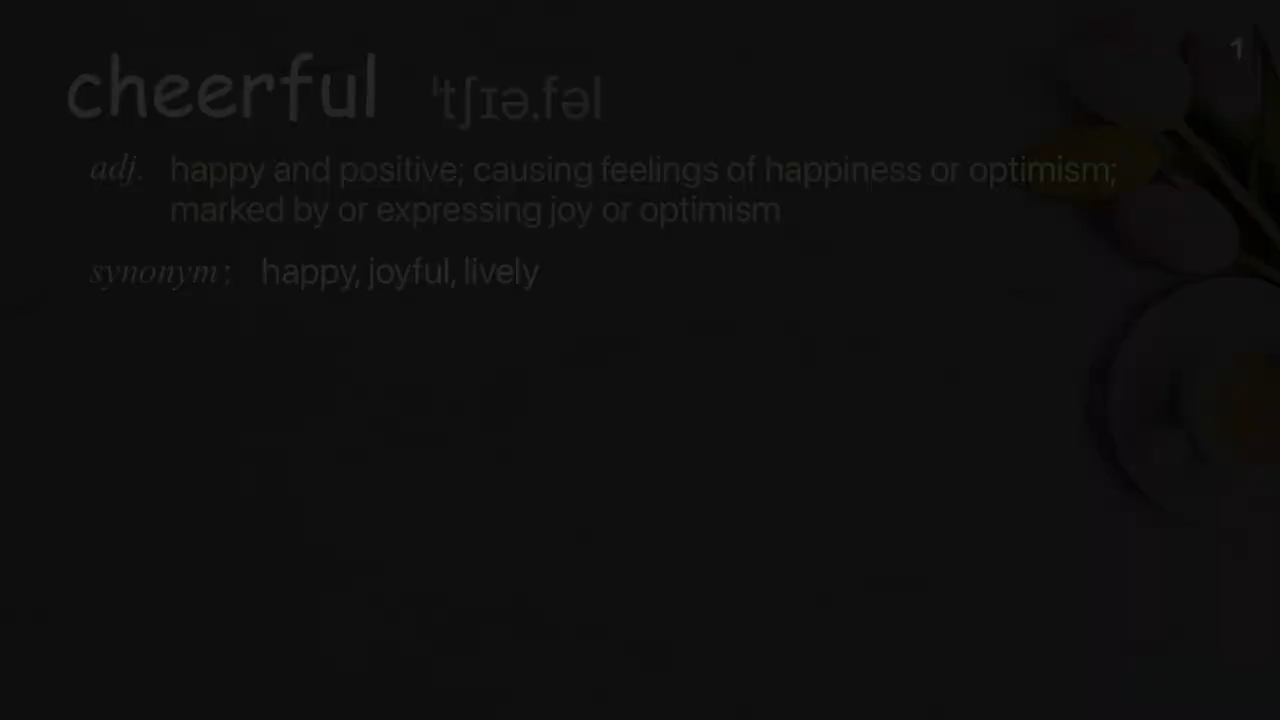 1
cheerful ˈtʃɪə.fəl
adj. happy and positive; causing feelings of happiness or optimism;
marked by or expressing joy or optimism
synonym: happy, joyful, lively